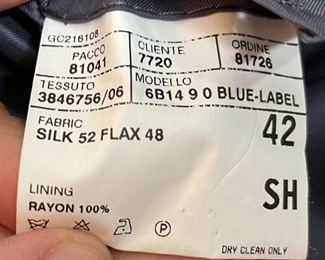 GC216108
PACCO CLIENTE ORDINE
81041 7720 81726
TESSUTO MODELLO
3846756/06 6B14 9 0 BLUE-LABEL
FABRIC
SILK 52 FLAX 48 42
LINING SH
RAYON 100%
P
DRY CLEAN ONLY